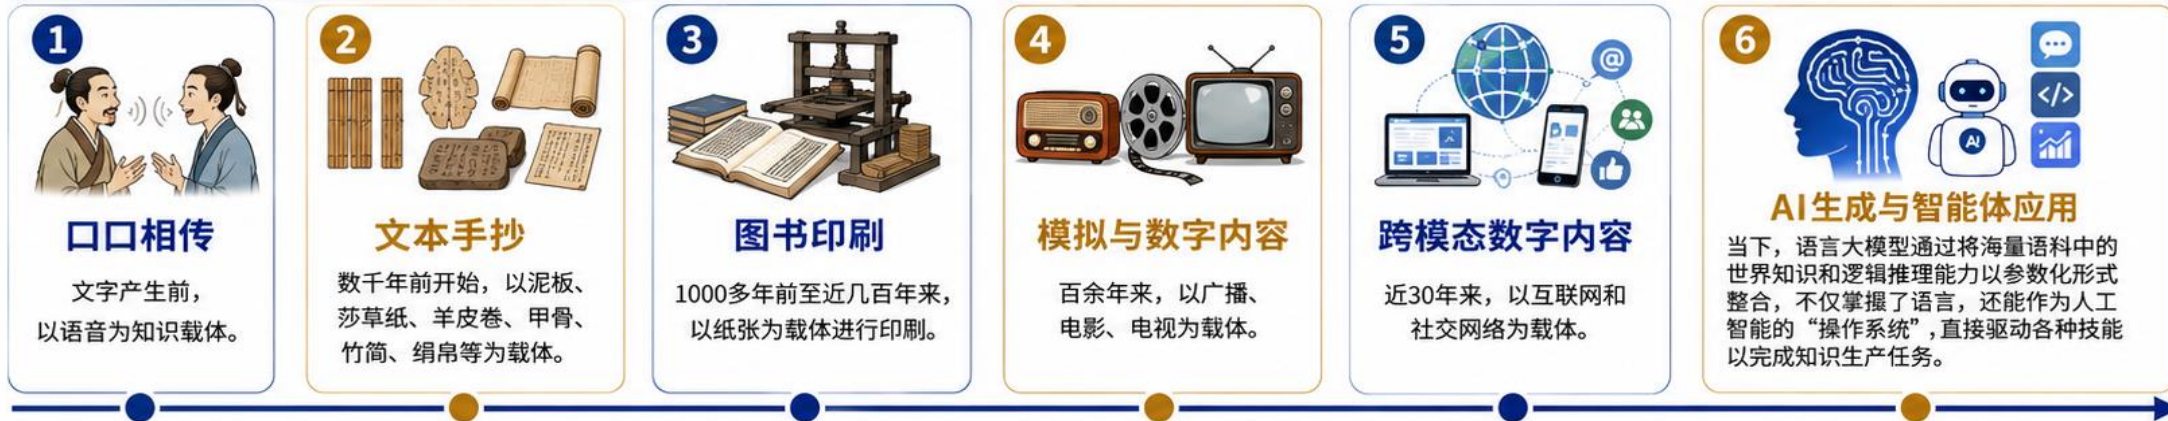 1
口口相传
文字产生前，
以语音为知识载体。
2
文本手抄
数千年前开始，以泥板、
莎草纸、羊皮卷、甲骨、
竹简、绢帛等为载体。
3
图书印刷
1000多年前至近几百年来，
以纸张为载体进行印刷。
4
模拟与数字内容
百余年来，以广播、
电影、电视为载体。
5
@
跨模态数字内容
近30年来，以互联网和
社交网络为载体。
6
</>
AI
AI生成与智能体应用
当下，语言大模型通过将海量语料中的
世界知识和逻辑推理能力以参数化形式
整合，不仅掌握了语言，还能作为人工
智能的“操作系统”，直接驱动各种技能
以完成知识生产任务。